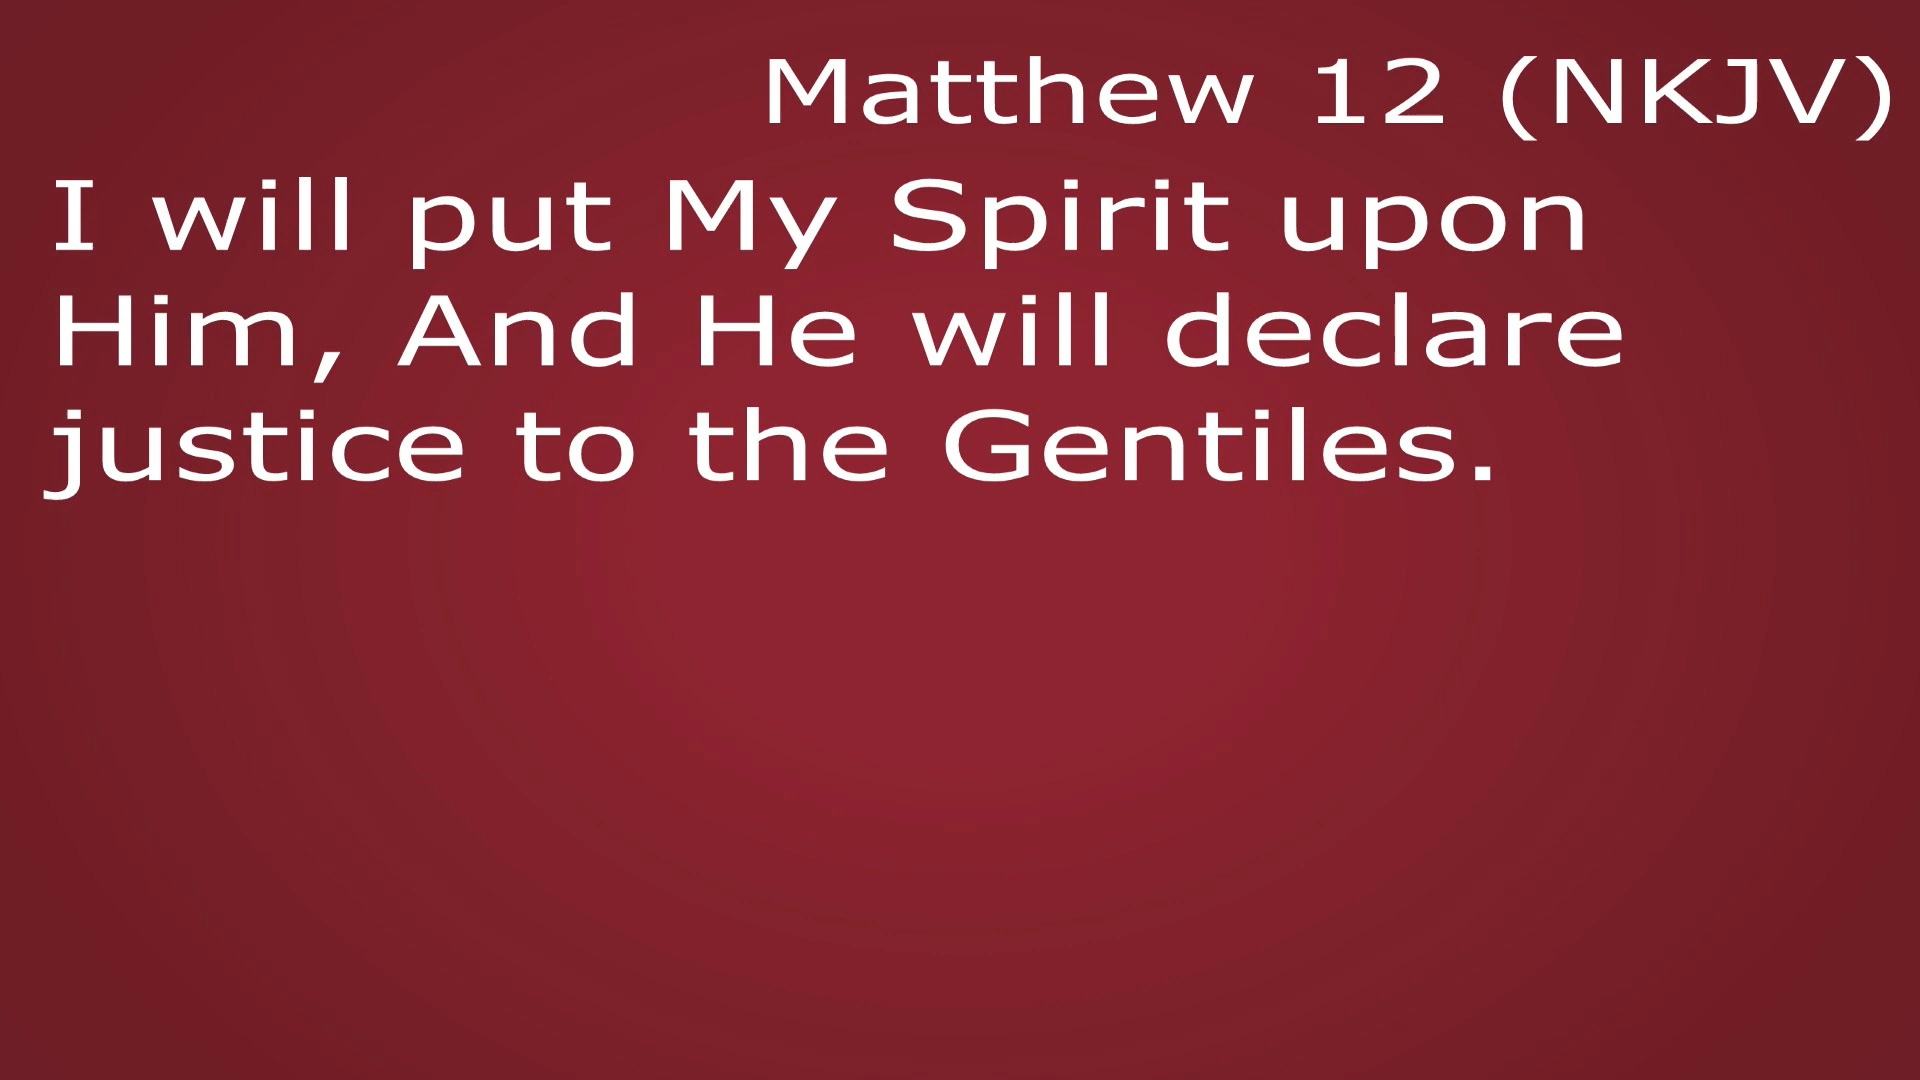 Matthew 12 (NKJV)
I will put My Spirit upon
Him, And He will declare
justice to the Gentiles.